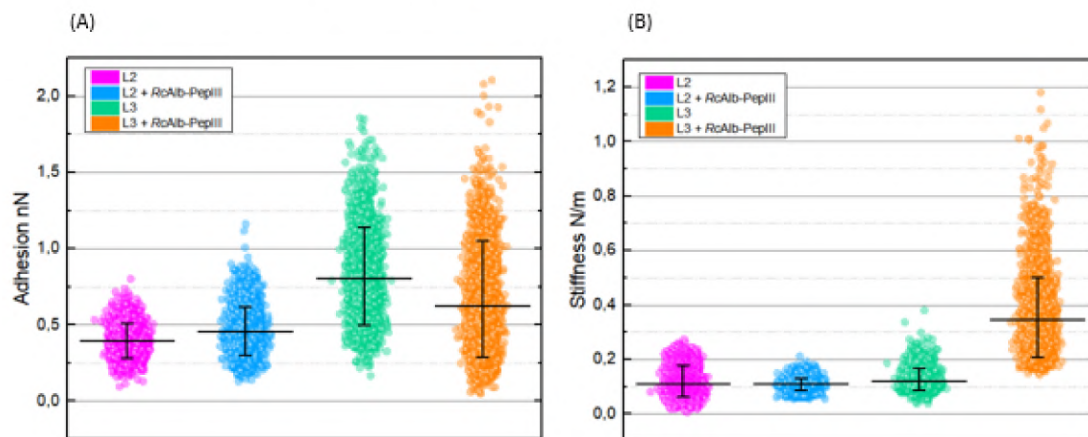 (A)
(B)
L2
L2 + RcAlb-PepIII
L3
L3 + RcAlb-PepIII
2.0
1.5
1.0
0.5
0,0
Adhesion nN
L2
L2 + RcAlb-PepIII
L3
L3 + RcAlb-PepIII
1,2
1,0
0,8
0,6
0,4
0,2
0,0
Stiffness N/m